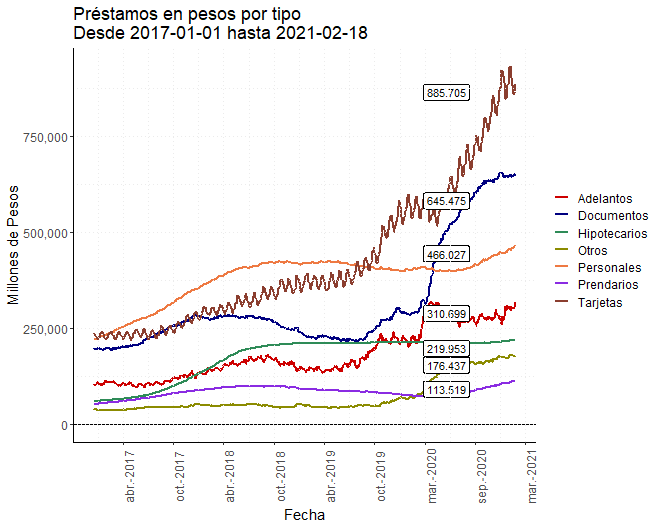 Préstamos en pesos por tipo
Desde 2017-01-01 hasta 2021-02-18
Millones de Pesos
750,000
500,000
250,000
0
885.705
645.475
466.027
310.699
219.953
176.437
113.519
abr.-2017
oct.-2017
abr.-2018
oct.-2018
abr.-2019
oct.-2019
mar.-2020
sep.-2020
mar.-2021
Fecha
Adelantos
Documentos
Hipotecarios
Otros
Personales
Prendarios
Tarjetas